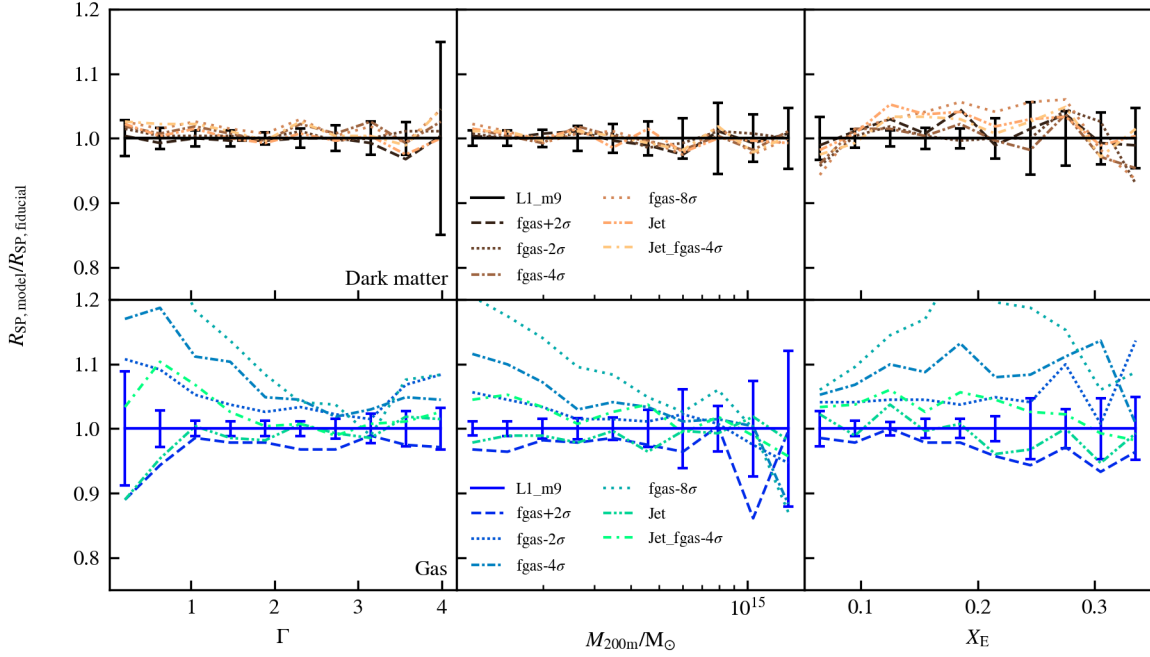 R_SP, model/R_SP, fiducial
1.2
1.1
1.0
0.9
0.8
L1_m9
fgas+2σ
fgas-2σ
fgas-4σ
fgas-8σ
Jet
Jet_fgas-4σ
Dark matter
1.2
1.1
1.0
0.9
0.8
L1_m9
fgas+2σ
fgas-2σ
fgas-4σ
fgas-8σ
Jet
Jet_fgas-4σ
Gas
1 2 3 4
10^15
0.1 0.2 0.3
Γ
M_200m/M_⊙
X_E